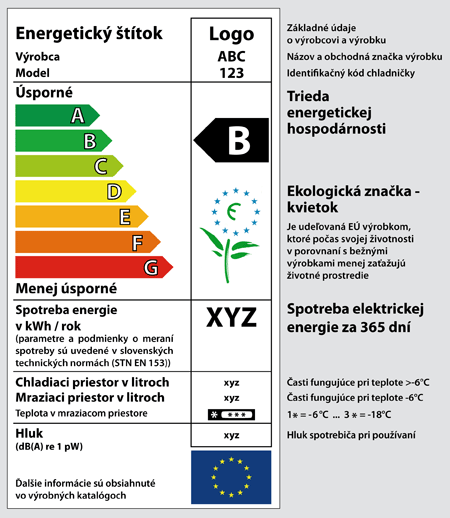 Energetický štítok
Výrobca
Model
Logo
ABC
123
Základné údaje
o výrobcovi a výrobku
Názov a obchodná značka výrobku
Identifikačný kód chladničky
Úsporné
A
B
C
D
E
F
G
Menej úsporné
B
Trieda
energetickej
hospodárnosti
Ekologická značka -
kvietok
Je udeľovaná EÚ výrobkom,
ktoré počas svojej životnosti
v porovnaní s bežnými
výrobkami menej zaťažujú
životné prostredie
Spotreba energie
v kWh / rok
(parametre a podmienky o meraní
spotreby sú uvedené v slovenských
technických normách (STN EN 153))
XYZ
Spotreba elektrickej
energie za 365 dní
Chladiaci priestor v litroch
xyz
Časti fungujúce pri teplote >-6°C
Mraziaci priestor v litroch
xyz
Časti fungujúce pri teplote -6°C
Teplota v mraziacom priestore
* ***
1* = -6°C ... 3 * = -18°C
Hluk
(dB(A) re 1 pW)
xyz
Hluk spotrebiča pri používaní
Ďalšie informácie sú obsiahnuté
vo výrobných katalógoch